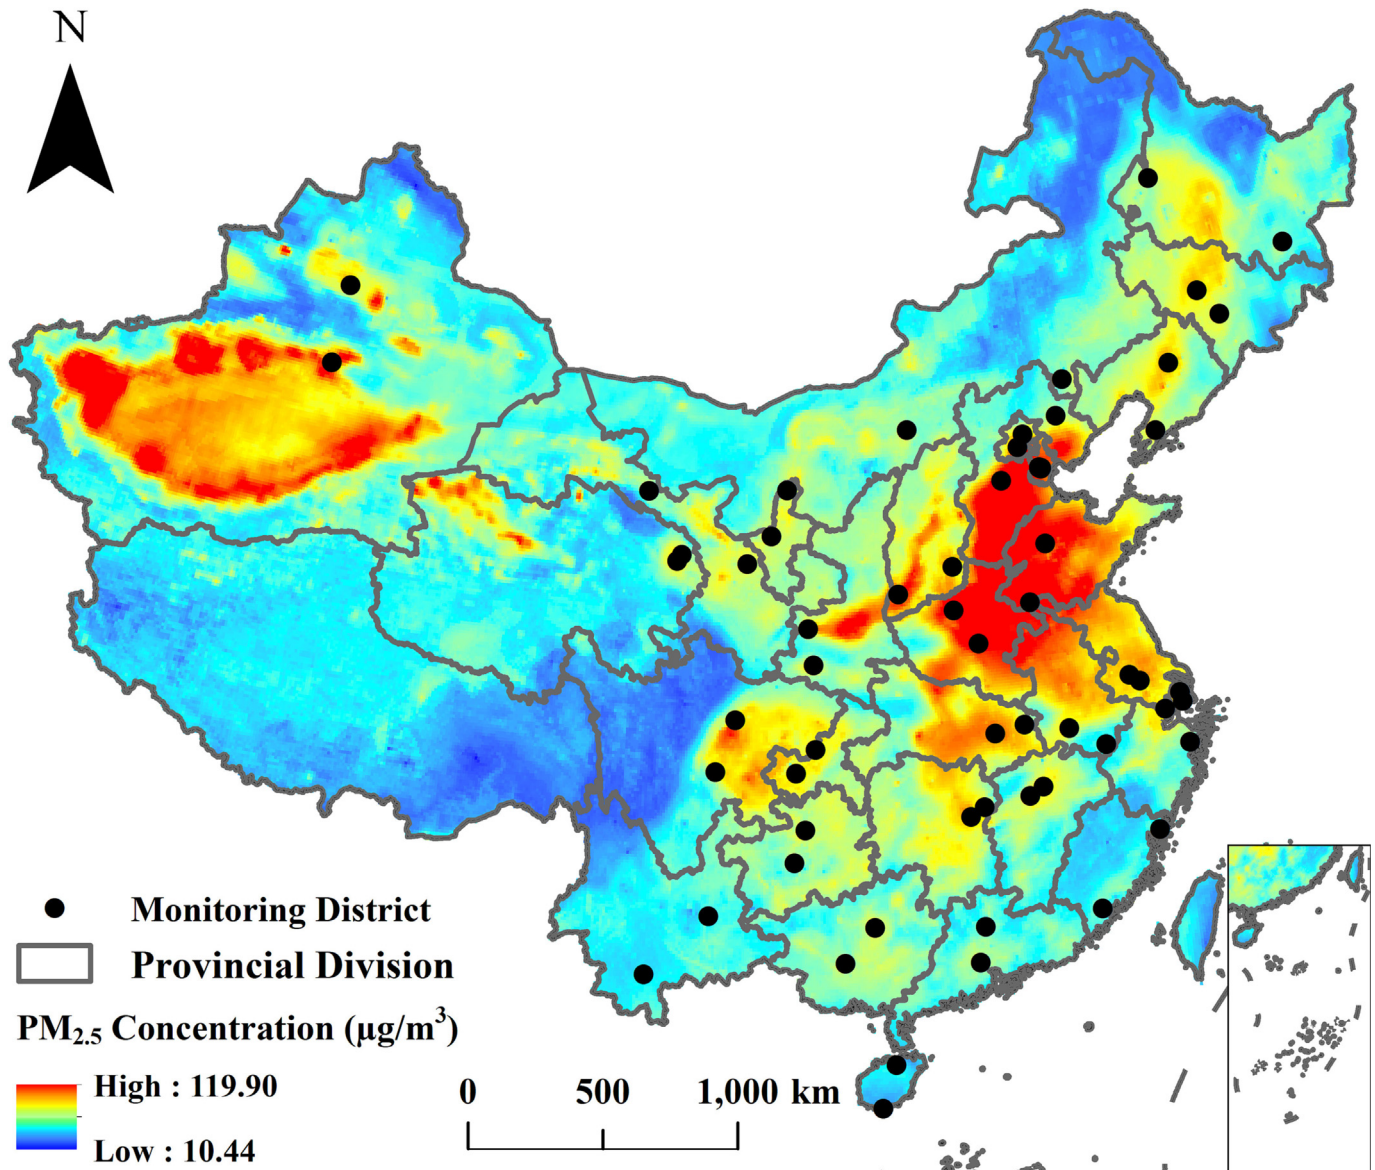 N
Monitoring District
Provincial Division
PM2.5 Concentration (μg/m³)
High : 119.90
Low : 10.44
0 500 1,000 km